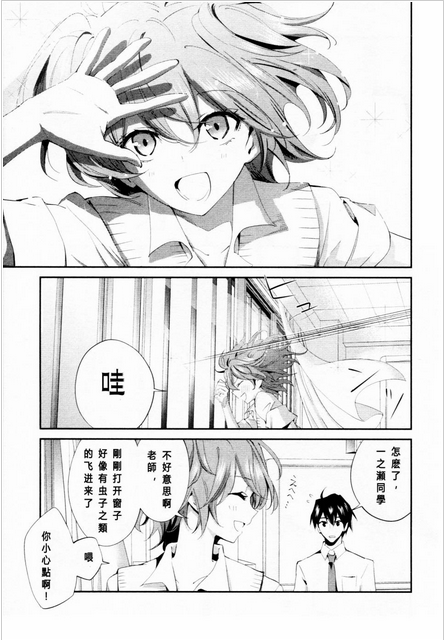 哇
怎麽了，
一之瀨同學
不好意思啊
老師，
剛剛打开窗子
好像有虫子之類
的飞进来了
喂
你小心點啊！